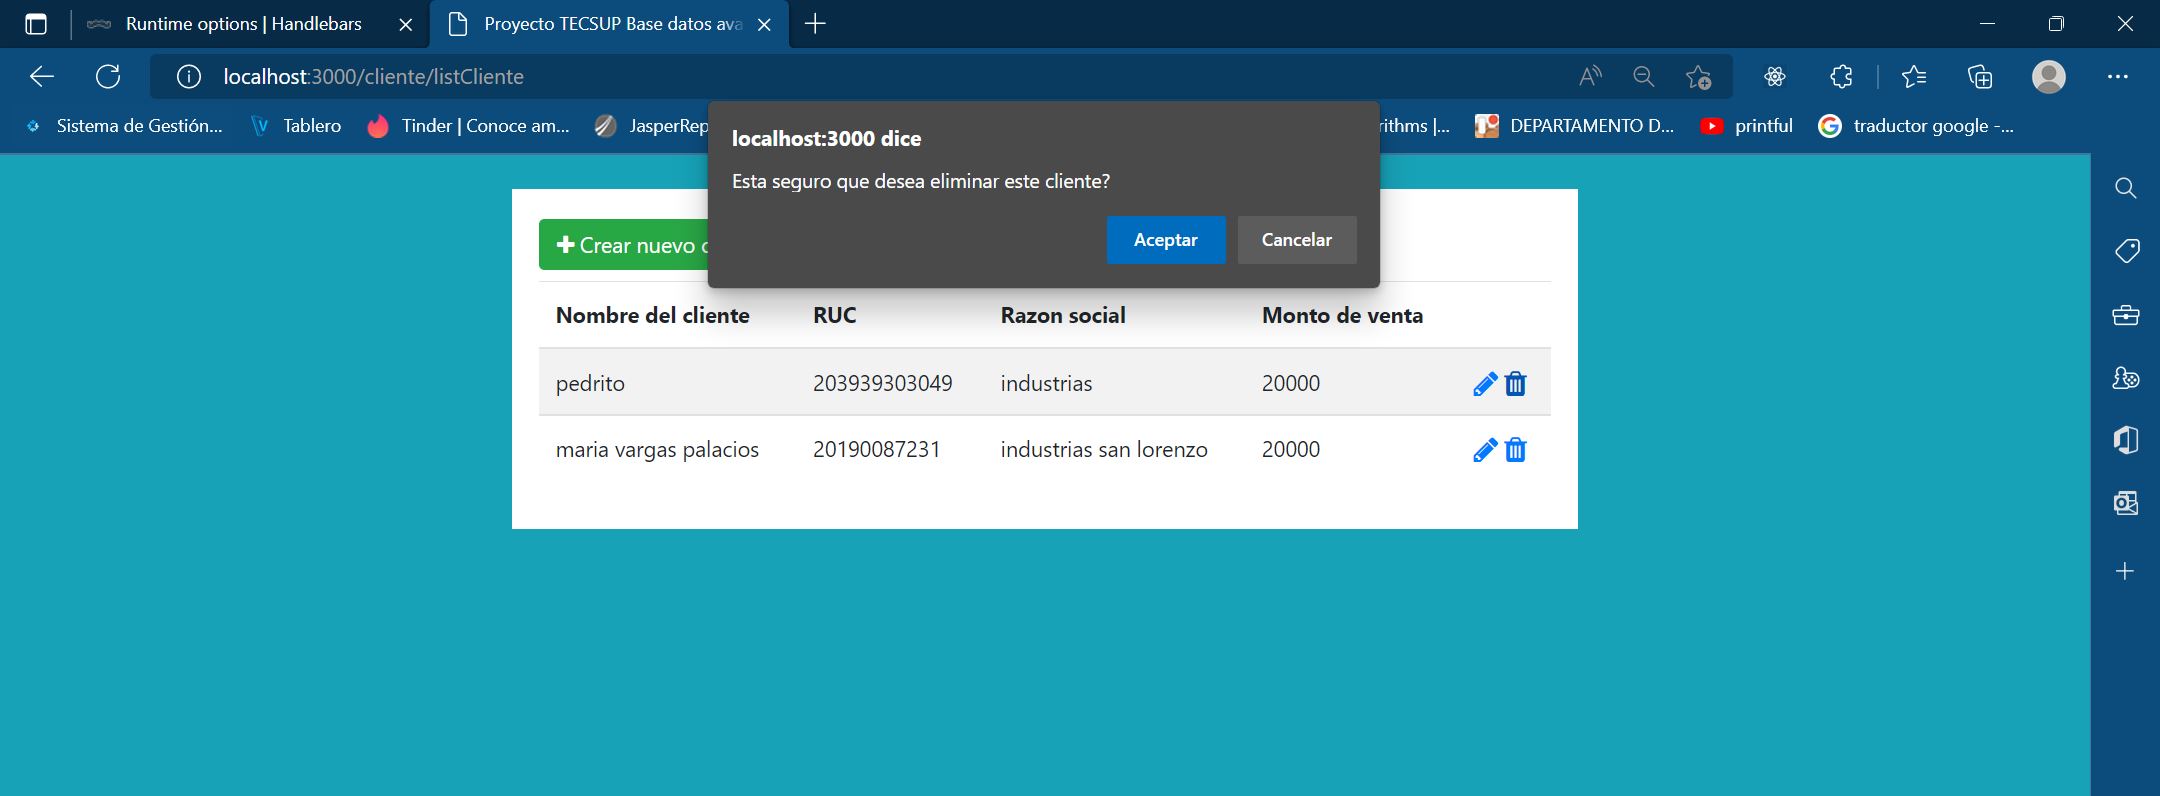 Runtime options | Handlebars
Proyecto TECSUP Base datos ava
localhost:3000/cliente/listCliente
Sistema de Gestión...
Tablero
Tinder | Conoce am...
JasperRep
rithms |...
DEPARTAMENTO D...
printful
traductor google -...
localhost:3000 dice
Esta seguro que desea eliminar este cliente?
Aceptar Cancelar
Crear nuevo
Nombre del cliente RUC Razon social Monto de venta
pedrito 203939303049 industrias 20000
maria vargas palacios 20190087231 industrias san lorenzo 20000